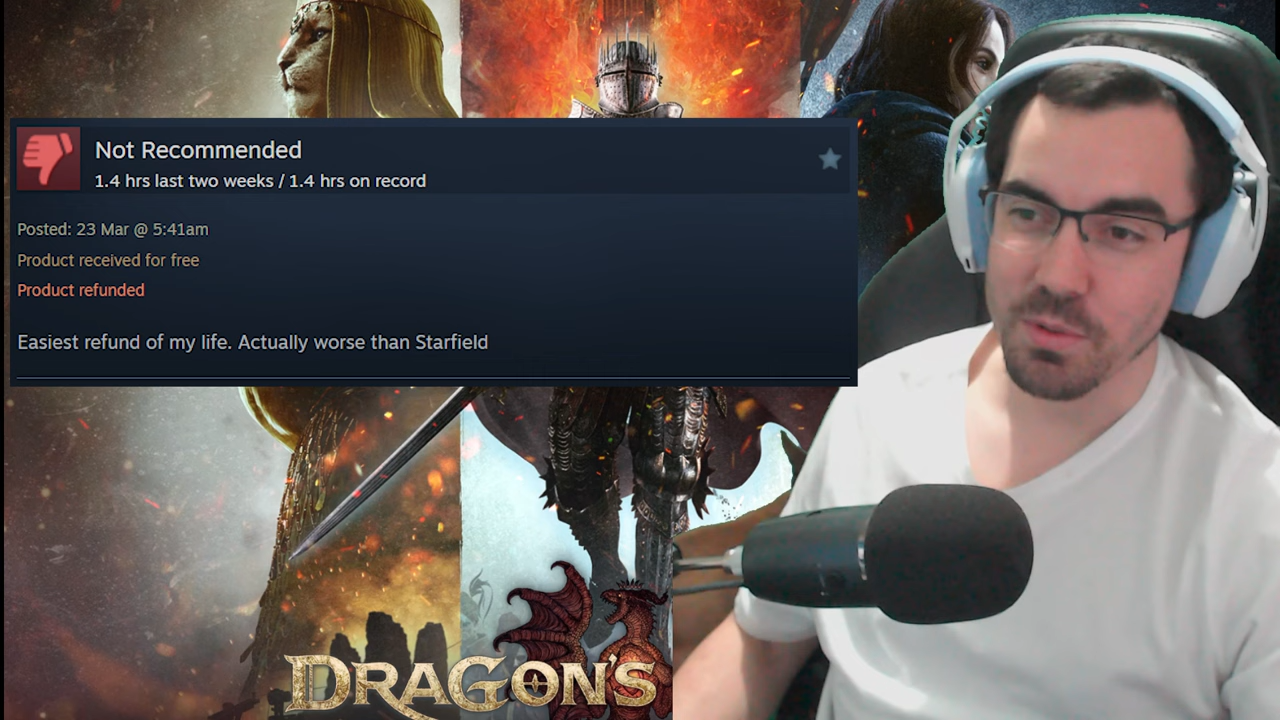 Not Recommended
1.4 hrs last two weeks / 1.4 hrs on record
Posted: 23 Mar @ 5:41am
Product received for free
Product refunded
Easiest refund of my life. Actually worse than Starfield
DRAGON'S